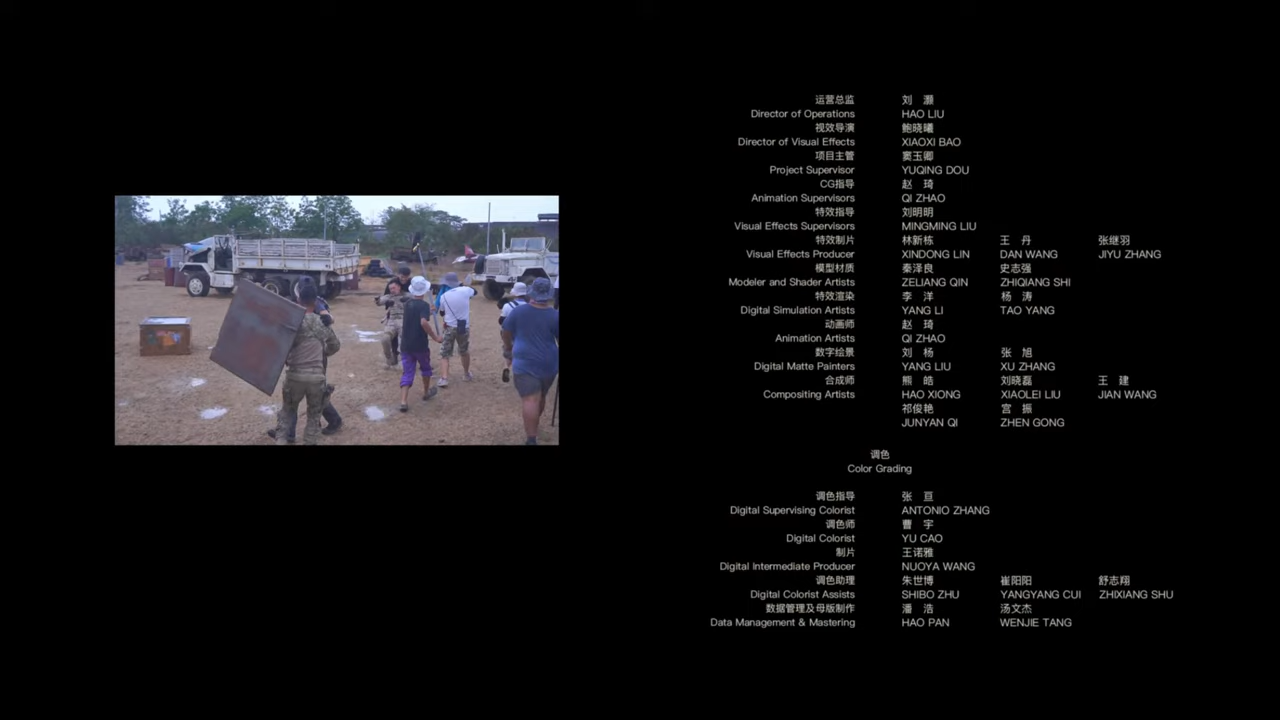 运营总监 刘 灏
Director of Operations HAO LIU
视效导演 鲍晓曦
Director of Visual Effects XIAOXI BAO
项目主管 窦玉卿
Project Supervisor YUQING DOU
CG指导 赵 琦
Animation Supervisors QI ZHAO
特效指导 刘明明
Visual Effects Supervisors MINGMING LIU
特效制片 林新栋 王 丹 张继羽
Visual Effects Producer XINDONG LIN DAN WANG JIYU ZHANG
模型材质 秦泽良 史志强
Modeler and Shader Artists ZELIANG QIN ZHIQIANG SHI
特效渲染 李 洋 杨 涛
Digital Simulation Artists YANG LI TAO YANG
动画师 赵 琦
Animation Artists QI ZHAO
数字绘景 刘 杨 张 旭
Digital Matte Painters YANG LIU XU ZHANG
合成师 熊 皓 刘晓磊 王 建
Compositing Artists HAO XIONG XIAOLEI LIU JIAN WANG
祁俊艳 宫 振
JUNYAN QI ZHEN GONG
调色
Color Grading
调色指导 张 亘
Digital Supervising Colorist ANTONIO ZHANG
调色师 曹 宇
Digital Colorist YU CAO
制片 王诺雅
Digital Intermediate Producer NUOYA WANG
调色助理 朱世博 崔阳阳 舒志翔
Digital Colorist Assists SHIBO ZHU YANGYANG CUI ZHIXIANG SHU
数据管理及母版制作 潘 浩 汤文杰
Data Management & Mastering HAO PAN WENJIE TANG